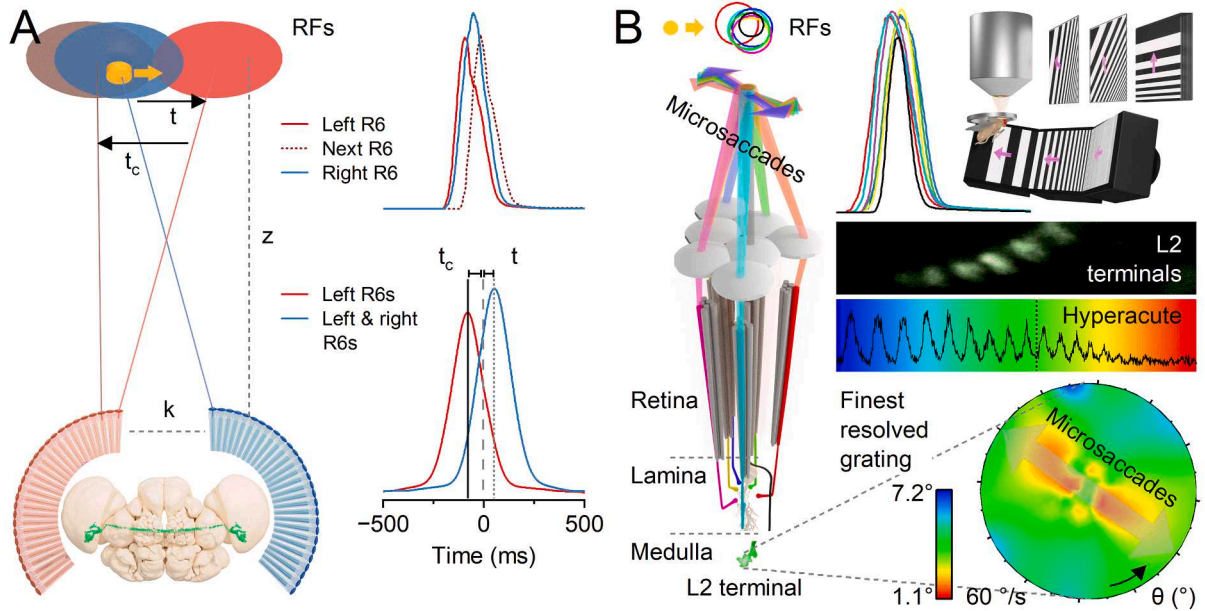 A
RFs
t
t_c
z
k
Left R6
Next R6
Right R6
Left R6s
Left & right
R6s
t_c
t
−500
0
500
Time (ms)
B
RFs
Microsaccades
Retina
Lamina
Medulla
L2 terminal
L2
terminals
Hyperacute
Finest
resolved
grating
7.2°
1.1°
60 °/s
Microsaccades
θ (°)